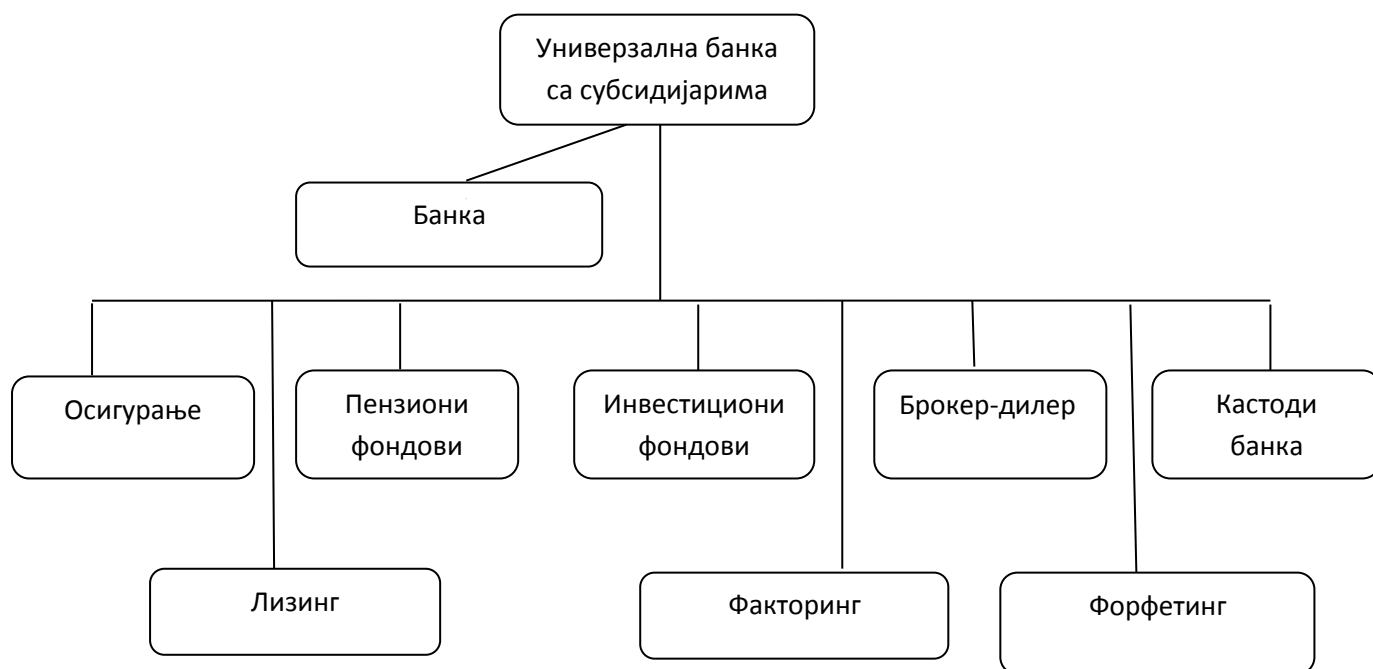 Универзална банка
са субсидијарима
Банка
Осигурање
Пензиони
фондови
Инвестициони
фондови
Брокер-дилер
Кастоди
банка
Лизинг
Факторинг
Форфетинг